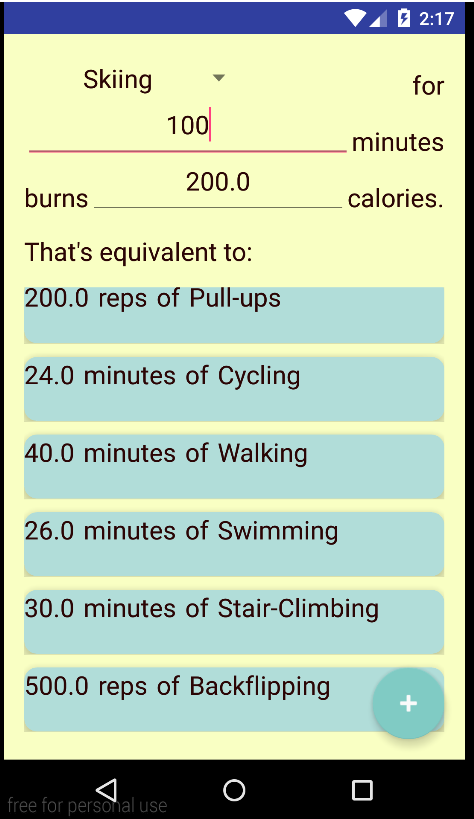 2:17
Skiing
for
100
minutes
burns 200.0 calories.
That's equivalent to:
200.0 reps of Pull-ups
24.0 minutes of Cycling
40.0 minutes of Walking
26.0 minutes of Swimming
30.0 minutes of Stair-Climbing
500.0 reps of Backflipping
+
free for personal use